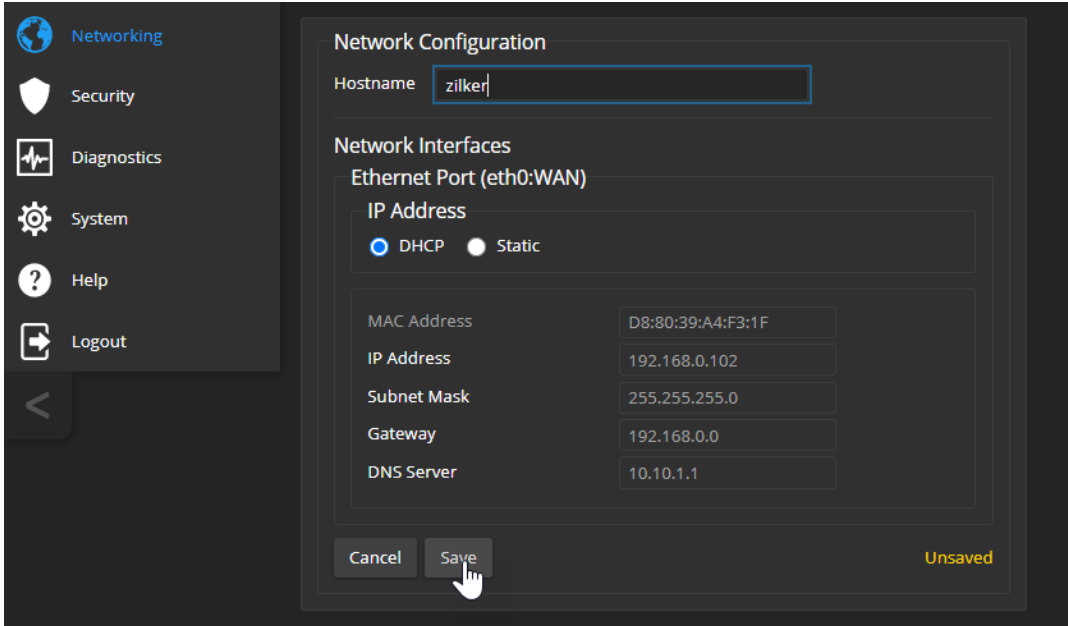 Networking
Security
Diagnostics
System
Help
Logout
Network Configuration
Hostname zilker
Network Interfaces
Ethernet Port (eth0:WAN)
IP Address
DHCP Static
MAC Address D8:80:39:A4:F3:1F
IP Address 192.168.0.102
Subnet Mask 255.255.255.0
Gateway 192.168.0.0
DNS Server 10.10.1.1
Cancel Save Unsaved